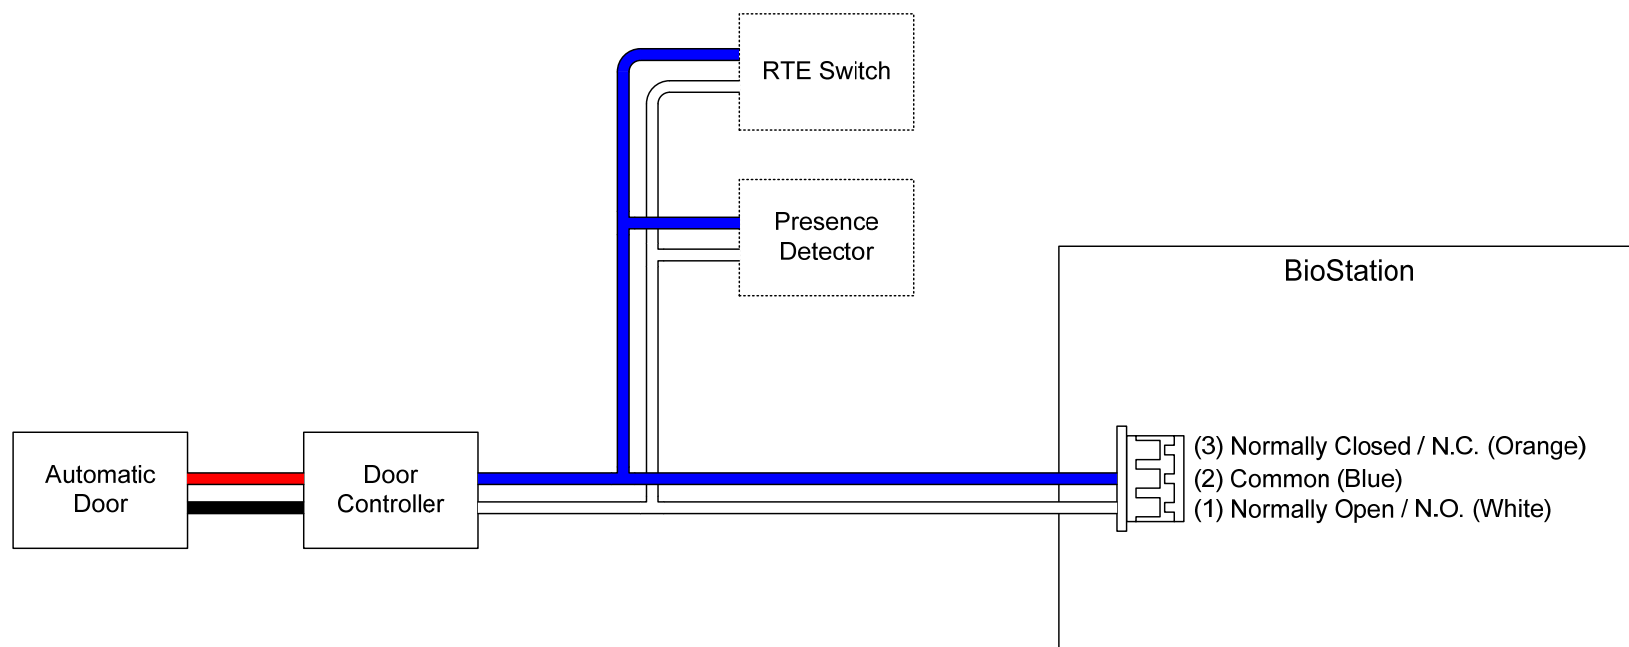 RTE Switch
Presence
Detector
BioStation
Automatic
Door
Door
Controller
(3) Normally Closed / N.C. (Orange)
(2) Common (Blue)
(1) Normally Open / N.O. (White)